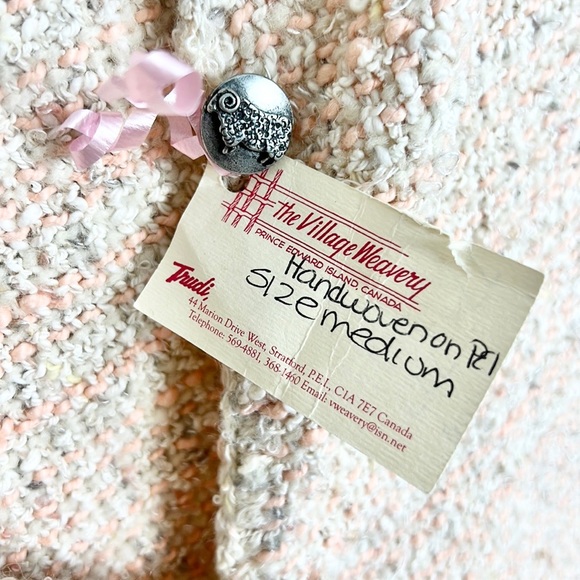 the Village Weavery
PRINCE EDWARD ISLAND, CANADA
Handwoven on PEI
size medium
Trudi,
44 Marion Drive West, Stratford, P.E.I., C1A 7E7 Canada
Telephone: 569-4881, 368-1460 Email: vweavery@isn.net